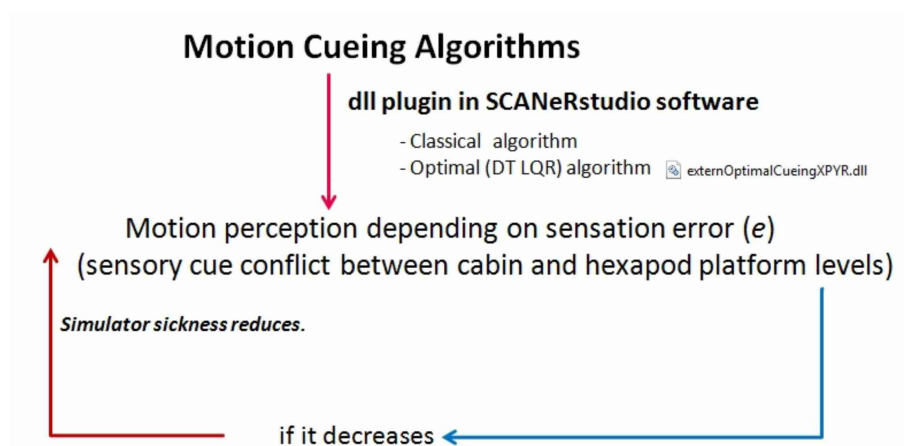 Motion Cueing Algorithms
dll plugin in SCANeRstudio software
- Classical algorithm
- Optimal (DT LQR) algorithm externOptimalCueingXPYR.dll
Motion perception depending on sensation error (e)
(sensory cue conflict between cabin and hexapod platform levels)
Simulator sickness reduces.
if it decreases